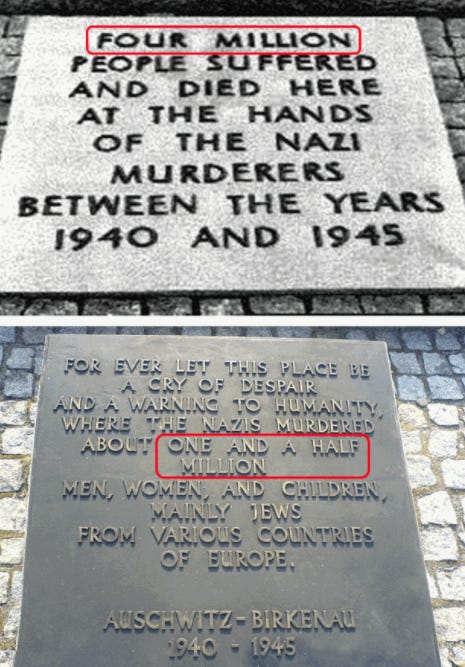 FOUR MILLION
PEOPLE SUFFERED
AND DIED HERE
AT THE HANDS
OF THE NAZI
MURDERERS
BETWEEN THE YEARS
1940 AND 1945
FOR EVER LET THIS PLACE BE
A CRY OF DESPAIR
AND A WARNING TO HUMANITY,
WHERE THE NAZIS MURDERED
ABOUT ONE AND A HALF
MILLION
MEN, WOMEN, AND CHILDREN,
MAINLY JEWS
FROM VARIOUS COUNTRIES
OF EUROPE.
AUSCHWITZ-BIRKENAU
1940 - 1945